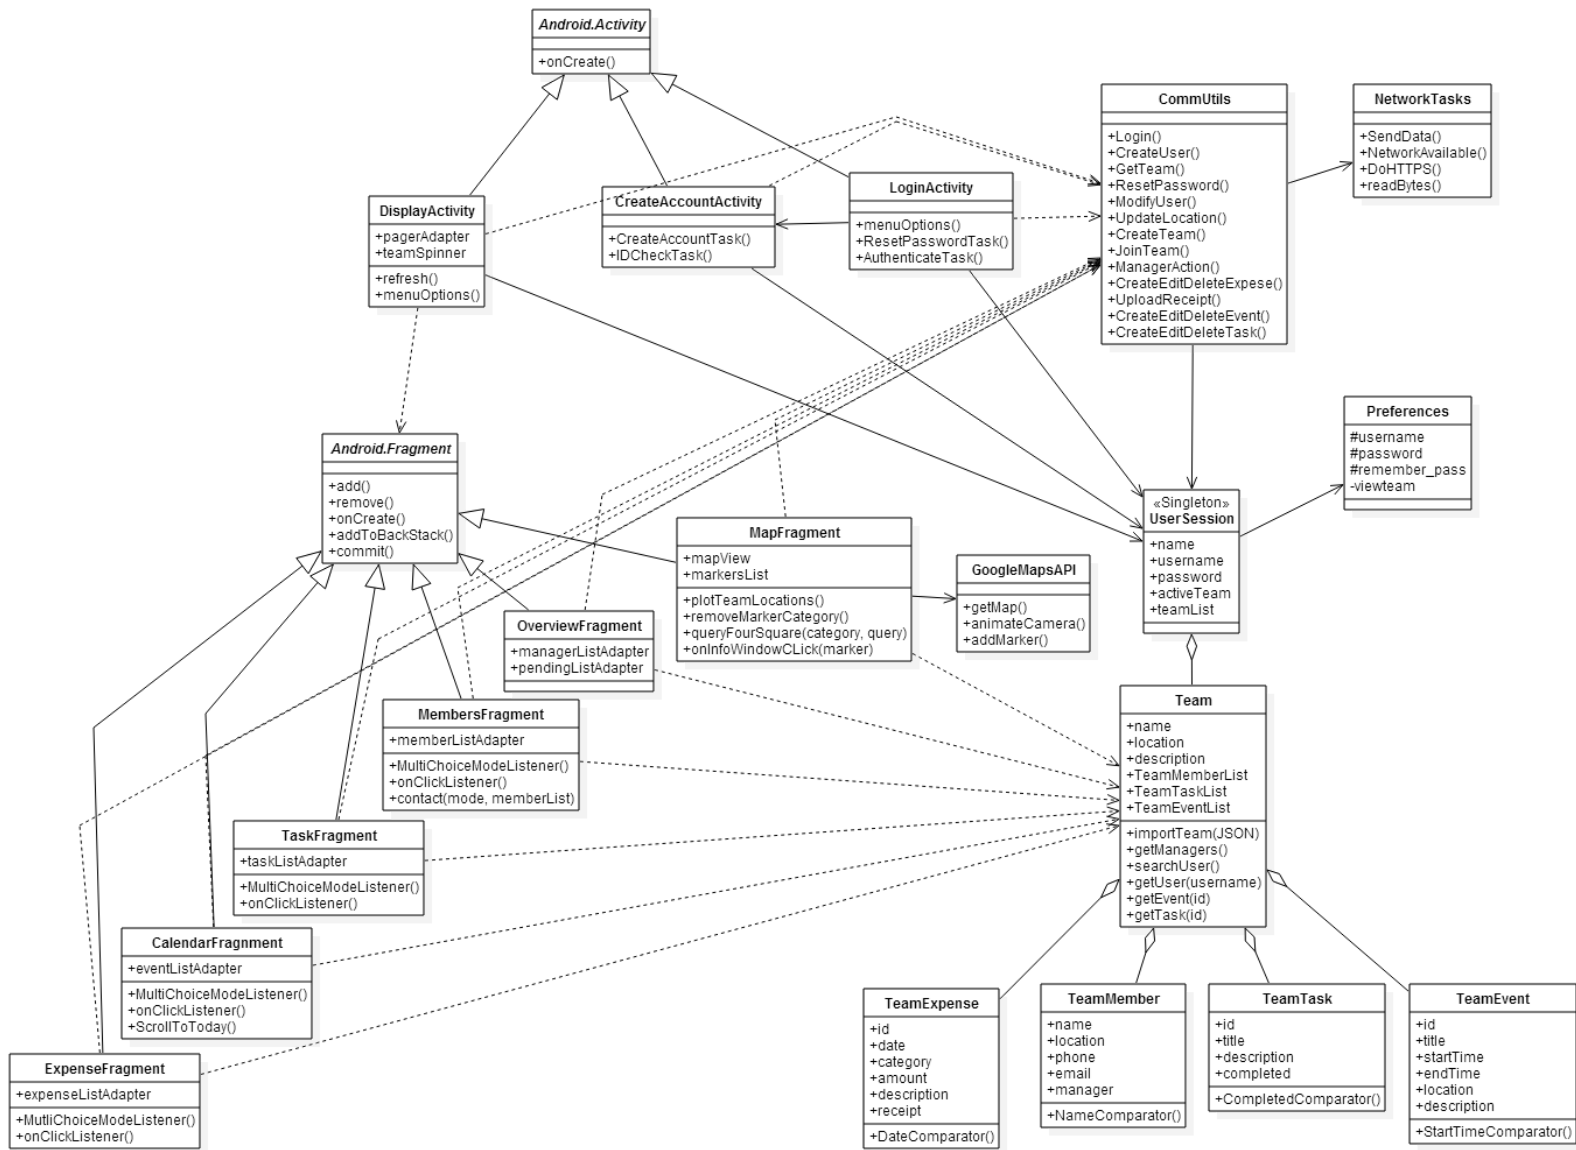 Android.Activity
+onCreate()
CommUtils
+Login()
+CreateUser()
+GetTeam()
+ResetPassword()
+ModifyUser()
+UpdateLocation()
+CreateTeam()
+JoinTeam()
+ManagerAction()
+CreateEditDeleteExpese()
+UploadReceipt()
+CreateEditDeleteEvent()
+CreateEditDeleteTask()
NetworkTasks
+SendData()
+NetworkAvailable()
+DoHTTPS()
+readBytes()
DisplayActivity
+pagerAdapter
+teamSpinner
+refresh()
+menuOptions()
CreateAccountActivity
+CreateAccountTask()
+IDCheckTask()
LoginActivity
+menuOptions()
+ResetPasswordTask()
+AuthenticateTask()
Preferences
#username
#password
#remember_pass
-viewteam
Android.Fragment
+add()
+remove()
+onCreate()
+addToBackStack()
+commit()
«Singleton»
UserSession
+name
+username
+password
+activeTeam
+teamList
MapFragment
+mapView
+markersList
+plotTeamLocations()
+removeMarkerCategory()
+queryFourSquare(category, query)
+onInfoWindowCLick(marker)
GoogleMapsAPI
+getMap()
+animateCamera()
+addMarker()
OverviewFragment
+managerListAdapter
+pendingListAdapter
Team
+name
+location
+description
+TeamMemberList
+TeamTaskList
+TeamEventList
+importTeam(JSON)
+getManagers()
+searchUser()
+getUser(username)
+getEvent(id)
+getTask(id)
MembersFragment
+memberListAdapter
+MultiChoiceModeListener()
+onClickListener()
+contact(mode, memberList)
TaskFragment
+taskListAdapter
+MultiChoiceModeListener()
+onClickListener()
CalendarFragnment
+eventListAdapter
+MultiChoiceModeListener()
+onClickListener()
+ScrollToToday()
ExpenseFragment
+expenseListAdapter
+MutliChoiceModeListener()
+onClickListener()
TeamExpense
+id
+date
+category
+amount
+description
+receipt
+DateComparator()
TeamMember
+name
+location
+phone
+email
+manager
+NameComparator()
TeamTask
+id
+title
+description
+completed
+CompletedComparator()
TeamEvent
+id
+title
+startTime
+endTime
+location
+description
+StartTimeComparator()